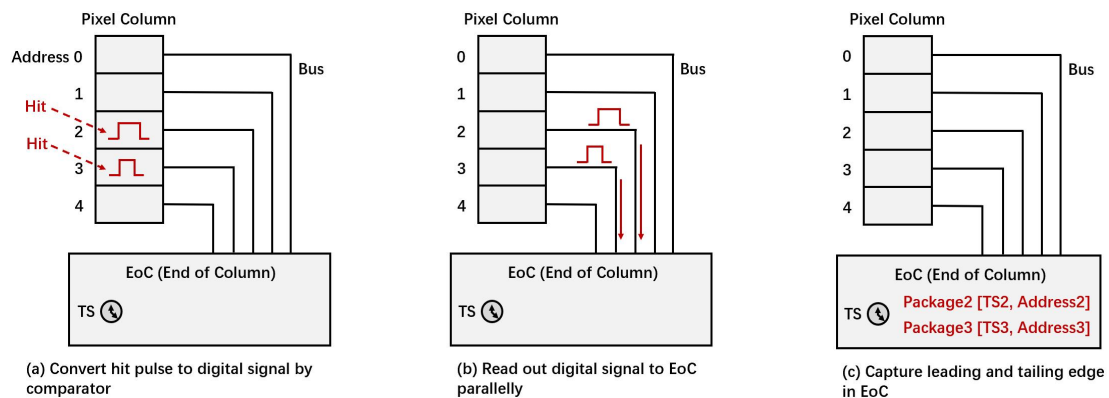 Pixel Column
Address 0
Bus
1
Hit
2
Hit
3
4
EoC (End of Column)
TS
(a) Convert hit pulse to digital signal by
comparator
Pixel Column
0
Bus
1
2
3
4
EoC (End of Column)
TS
(b) Read out digital signal to EoC
parallelly
Pixel Column
0
Bus
1
2
3
4
EoC (End of Column)
TS
Package2 [TS2, Address2]
Package3 [TS3, Address3]
(c) Capture leading and tailing edge
in EoC